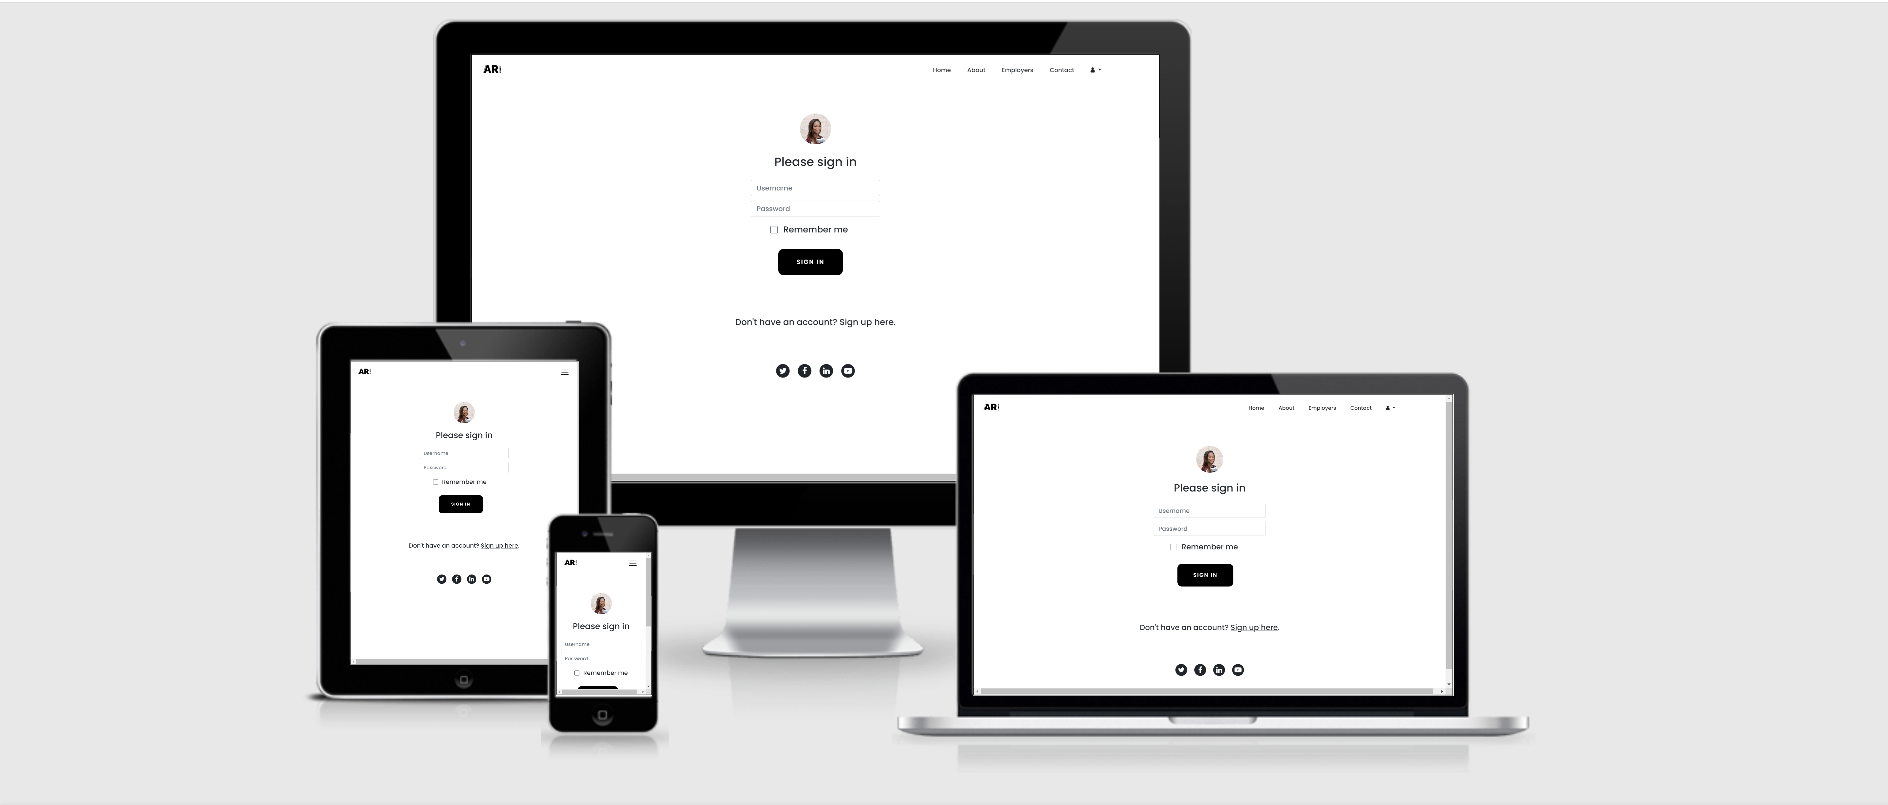 AR!
Home About Employers Contact
Please sign in
Username
Password
Remember me
SIGN IN
Don't have an account? Sign up here.
AR!
Please sign in
Username
Password
Remember me
SIGN IN
Don't have an account? Sign up here.
AR!
Please sign in
Username
Password
Remember me
AR!
Home About Employers Contact
Please sign in
Username
Password
Remember me
SIGN IN
Don't have an account? Sign up here.